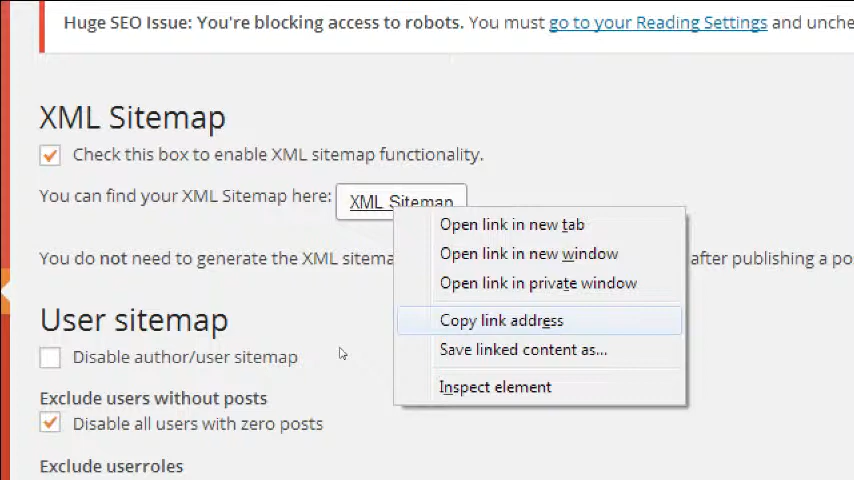 Huge SEO Issue: You're blocking access to robots. You must go to your Reading Settings and unche
XML Sitemap
Check this box to enable XML sitemap functionality.
You can find your XML Sitemap here: XML Sitemap
Open link in new tab
Open link in new window
You do not need to generate the XML sitema after publishing a po
Open link in private window
Copy link address
User sitemap
Save linked content as...
Disable author/user sitemap
Inspect element
Exclude users without posts
Disable all users with zero posts
Exclude userroles